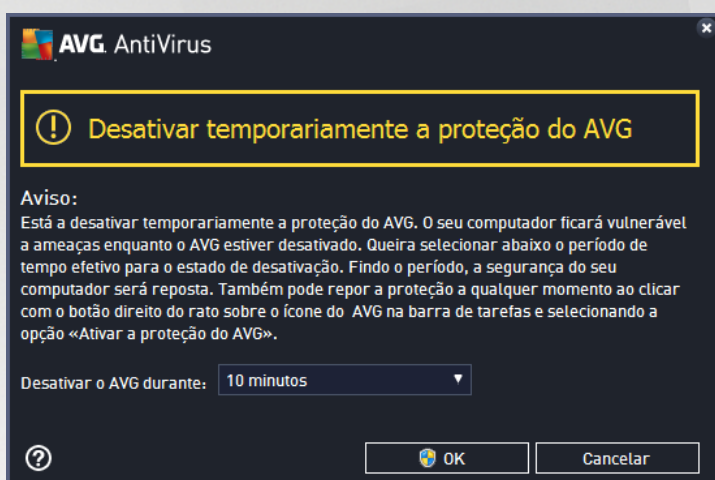 AVG. AntiVirus
Desativar temporariamente a proteção do AVG
Aviso:
Está a desativar temporariamente a proteção do AVG. O seu computador ficará vulnerável
a ameaças enquanto o AVG estiver desativado. Queira selecionar abaixo o período de
tempo efetivo para o estado de desativação. Findo o período, a segurança do seu
computador será reposta. Também pode repor a proteção a qualquer momento ao clicar
com o botão direito do rato sobre o ícone do AVG na barra de tarefas e selecionando a
opção «Ativar a proteção do AVG».
Desativar o AVG durante: 10 minutos
OK Cancelar